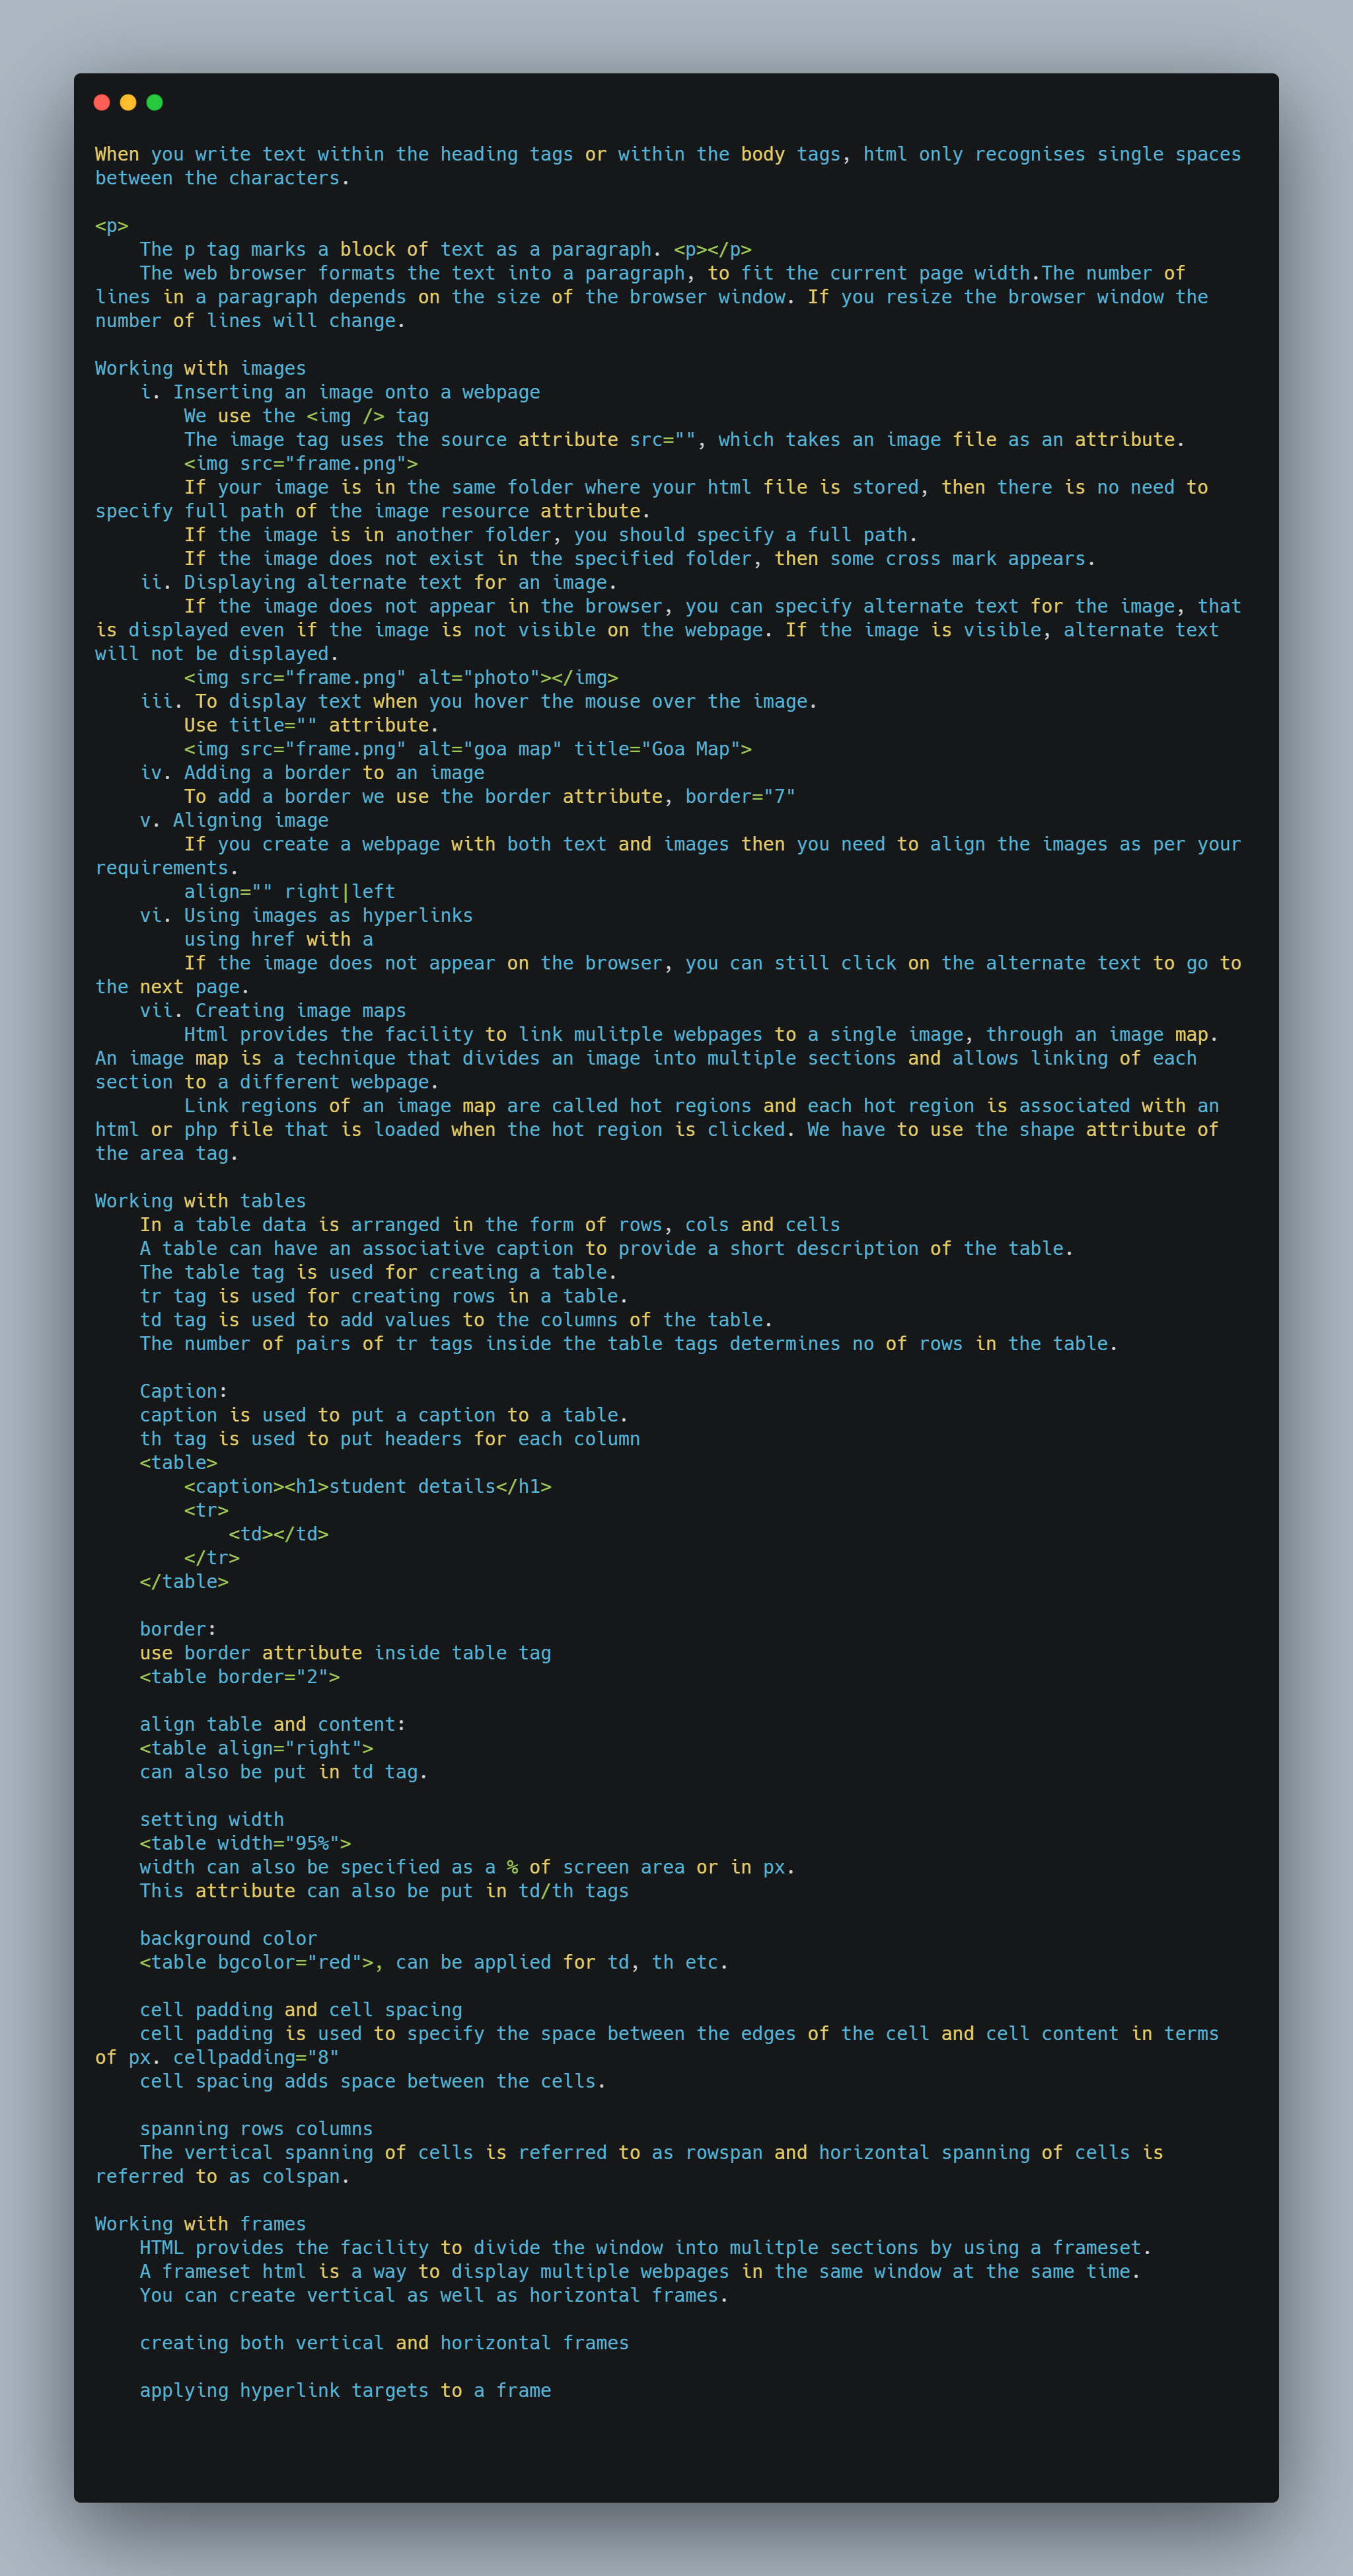 When you write text within the heading tags or within the body tags, html only recognises single spaces
between the characters.

<p>
    The p tag marks a block of text as a paragraph. <p></p>
    The web browser formats the text into a paragraph, to fit the current page width.The number of
lines in a paragraph depends on the size of the browser window. If you resize the browser window the
number of lines will change.

Working with images
    i. Inserting an image onto a webpage
        We use the <img /> tag
        The image tag uses the source attribute src="", which takes an image file as an attribute.
        <img src="frame.png">
        If your image is in the same folder where your html file is stored, then there is no need to
specify full path of the image resource attribute.
        If the image is in another folder, you should specify a full path.
        If the image does not exist in the specified folder, then some cross mark appears.
    ii. Displaying alternate text for an image.
        If the image does not appear in the browser, you can specify alternate text for the image, that
is displayed even if the image is not visible on the webpage. If the image is visible, alternate text
will not be displayed.
        <img src="frame.png" alt="photo"></img>
    iii. To display text when you hover the mouse over the image.
        Use title="" attribute.
        <img src="frame.png" alt="goa map" title="Goa Map">
    iv. Adding a border to an image
        To add a border we use the border attribute, border="7"
    v. Aligning image
        If you create a webpage with both text and images then you need to align the images as per your
requirements.
        align="" right|left
    vi. Using images as hyperlinks
        using href with a
        If the image does not appear on the browser, you can still click on the alternate text to go to
the next page.
    vii. Creating image maps
        Html provides the facility to link mulitple webpages to a single image, through an image map.
An image map is a technique that divides an image into multiple sections and allows linking of each
section to a different webpage.
        Link regions of an image map are called hot regions and each hot region is associated with an
html or php file that is loaded when the hot region is clicked. We have to use the shape attribute of
the area tag.

Working with tables
    In a table data is arranged in the form of rows, cols and cells
    A table can have an associative caption to provide a short description of the table.
    The table tag is used for creating a table.
    tr tag is used for creating rows in a table.
    td tag is used to add values to the columns of the table.
    The number of pairs of tr tags inside the table tags determines no of rows in the table.

    Caption:
    caption is used to put a caption to a table.
    th tag is used to put headers for each column
    <table>
        <caption><h1>student details</h1>
        <tr>
            <td></td>
        </tr>
    </table>

    border:
    use border attribute inside table tag
    <table border="2">

    align table and content:
    <table align="right">
    can also be put in td tag.

    setting width
    <table width="95%">
    width can also be specified as a % of screen area or in px.
    This attribute can also be put in td/th tags

    background color
    <table bgcolor="red">, can be applied for td, th etc.

    cell padding and cell spacing
    cell padding is used to specify the space between the edges of the cell and cell content in terms
of px. cellpadding="8"
    cell spacing adds space between the cells.

    spanning rows columns
    The vertical spanning of cells is referred to as rowspan and horizontal spanning of cells is
referred to as colspan.

Working with frames
    HTML provides the facility to divide the window into mulitple sections by using a frameset.
    A frameset html is a way to display multiple webpages in the same window at the same time.
    You can create vertical as well as horizontal frames.

    creating both vertical and horizontal frames

    applying hyperlink targets to a frame